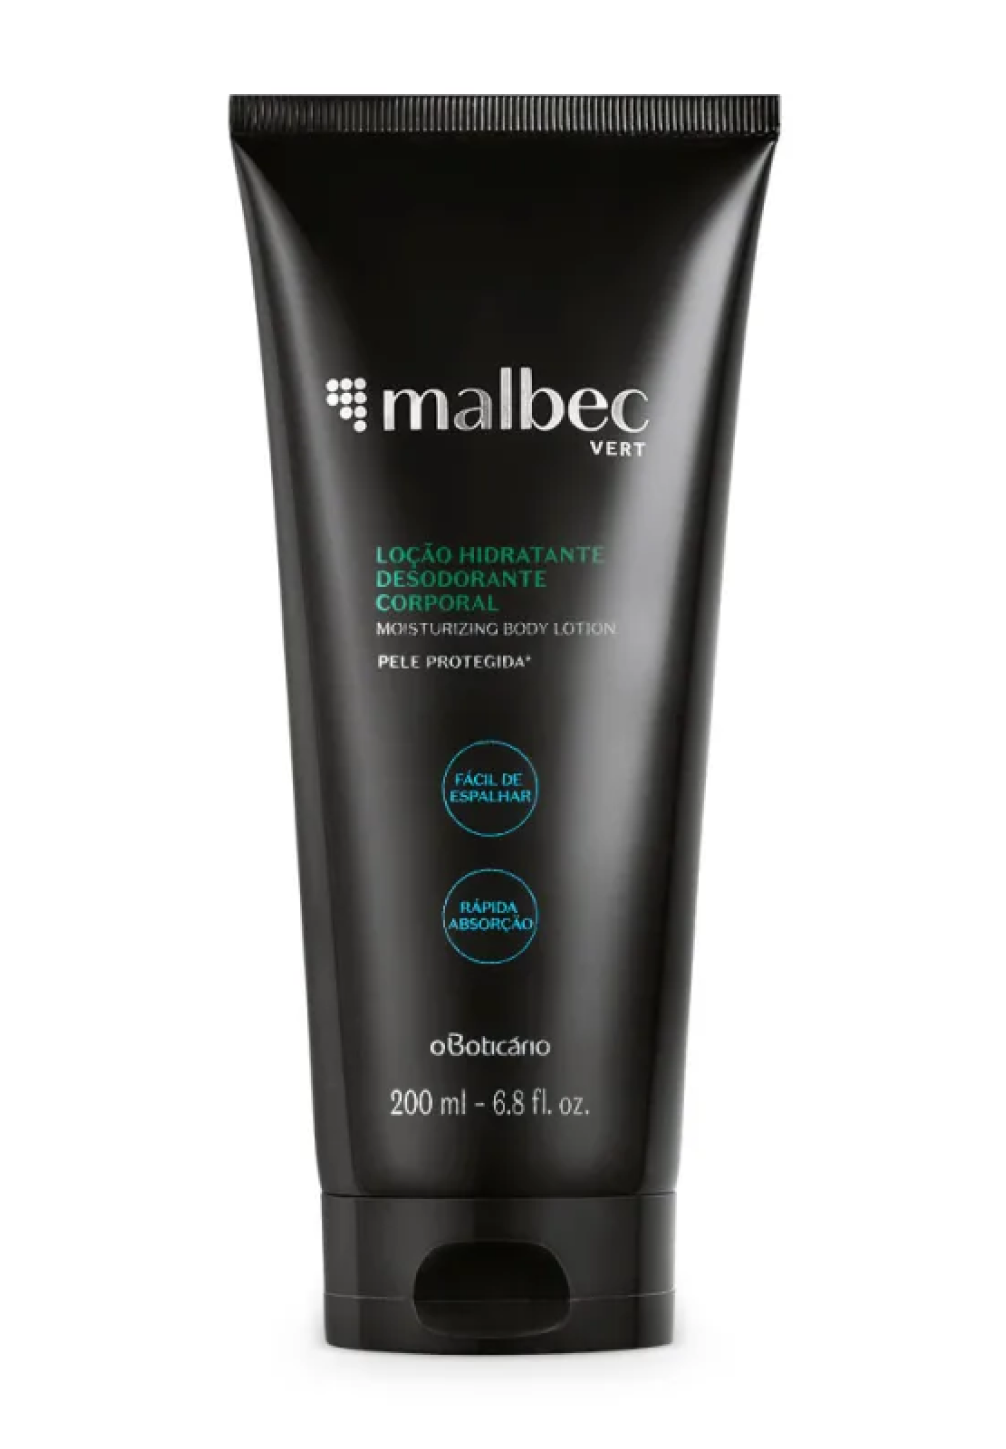 malbec
VERT
LOÇÃO HIDRATANTE
DESODORANTE
CORPORAL
MOISTURIZING BODY LOTION
PELE PROTEGIDA*
FÁCIL DE
ESPALHAR
RÁPIDA
ABSORÇÃO
oBoticário
200 ml - 6.8 fl. oz.